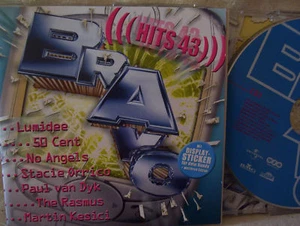 HITS 43
BRAVO
...Lumidee
...50 Cent
...No Angels
...Stacie Orrico
...Paul van Dyk
...The Rasmus
...Martin Kesici
DISPLAY-
STICKER